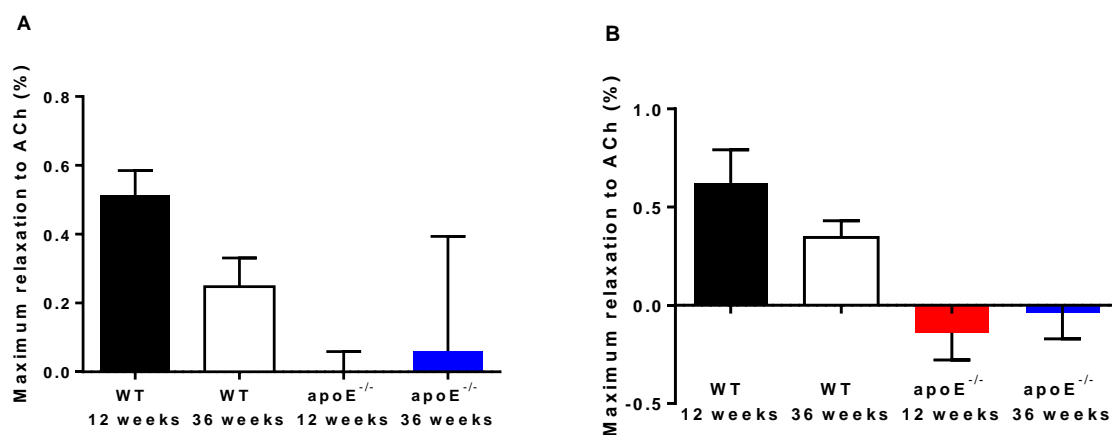 A
Maximum relaxation to ACh (%)
0.8
0.6
0.4
0.2
0.0
WT
12 weeks
WT
36 weeks
apoE-/-
12 weeks
apoE-/-
36 weeks
B
Maximum relaxation to ACh (%)
1.0
0.5
0.0
-0.5
WT
12 weeks
WT
36 weeks
apoE-/-
12 weeks
apoE-/-
36 weeks